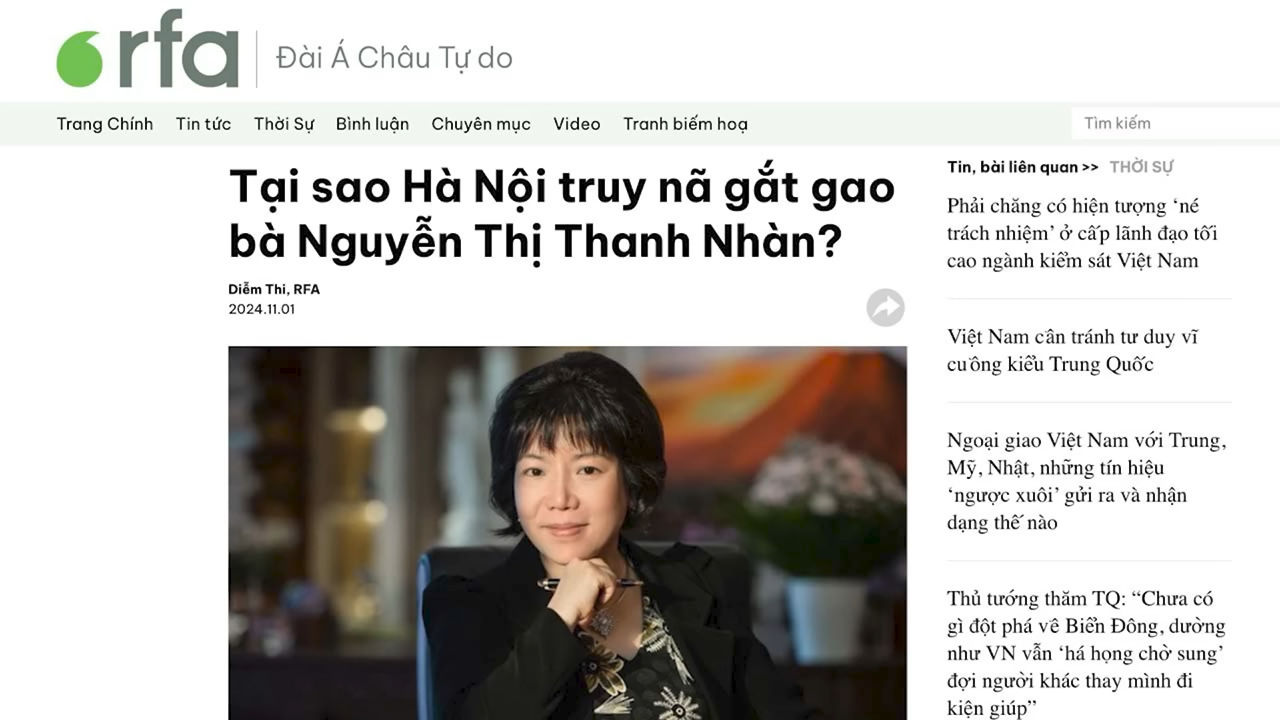 rfa Đài Á Châu Tự do
Trang Chính Tin tức Thời Sự Bình luận Chuyên mục Video Tranh biếm hoạ Tìm kiếm
Tại sao Hà Nội truy nã gắt gao
bà Nguyễn Thị Thanh Nhàn?
Diễm Thi, RFA
2024.11.01
Tin, bài liên quan >> THỜI SỰ
Phải chăng có hiện tượng ‘né
trách nhiệm’ ở cấp lãnh đạo tối
cao ngành kiểm sát Việt Nam
Việt Nam cần tránh tư duy vĩ
cuồng kiểu Trung Quốc
Ngoại giao Việt Nam với Trung,
Mỹ, Nhật, những tín hiệu
‘ngược xuôi’ gửi ra và nhận
dạng thế nào
Thủ tướng thăm TQ: “Chưa có
gì đột phá về Biển Đông, dường
như VN vẫn ‘há họng chờ sung’
đợi người khác thay mình đi
kiện giúp”